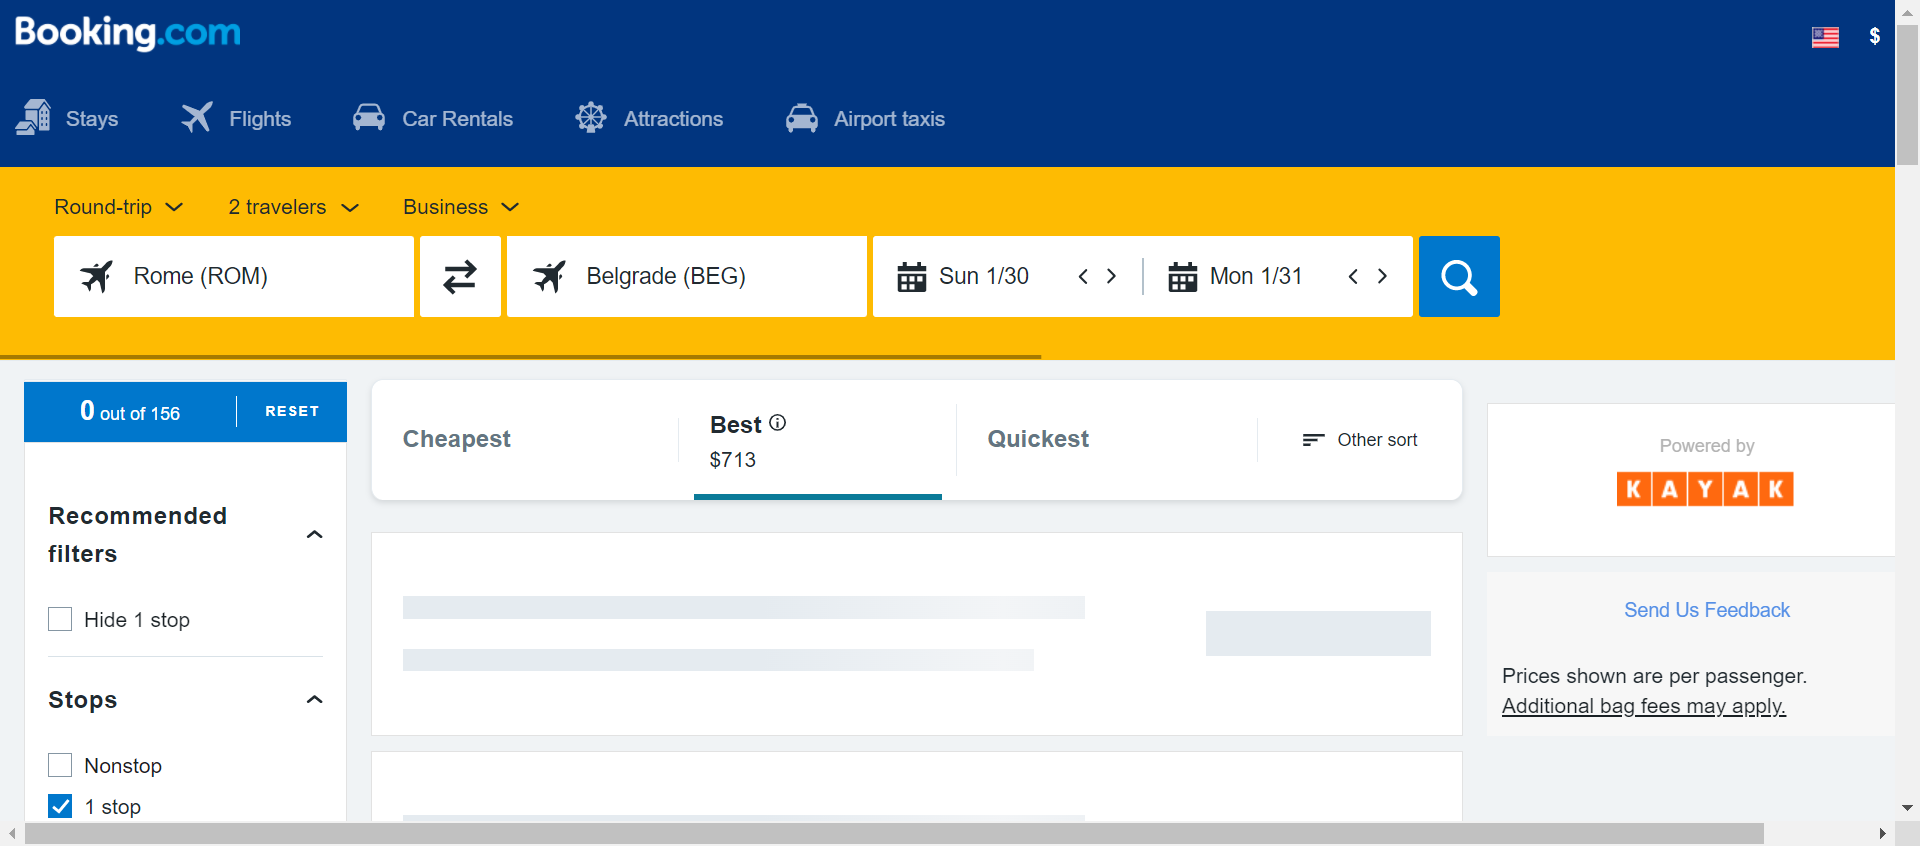 Booking.com
$
Stays
Flights
Car Rentals
Attractions
Airport taxis
Round-trip
2 travelers
Business
Rome (ROM)
Belgrade (BEG)
Sun 1/30
Mon 1/31
0 out of 156
RESET
Cheapest
Best
$713
Quickest
Other sort
Powered by
KAYAK
Recommended
filters
Hide 1 stop
Send Us Feedback
Prices shown are per passenger.
Additional bag fees may apply.
Stops
Nonstop
1 stop